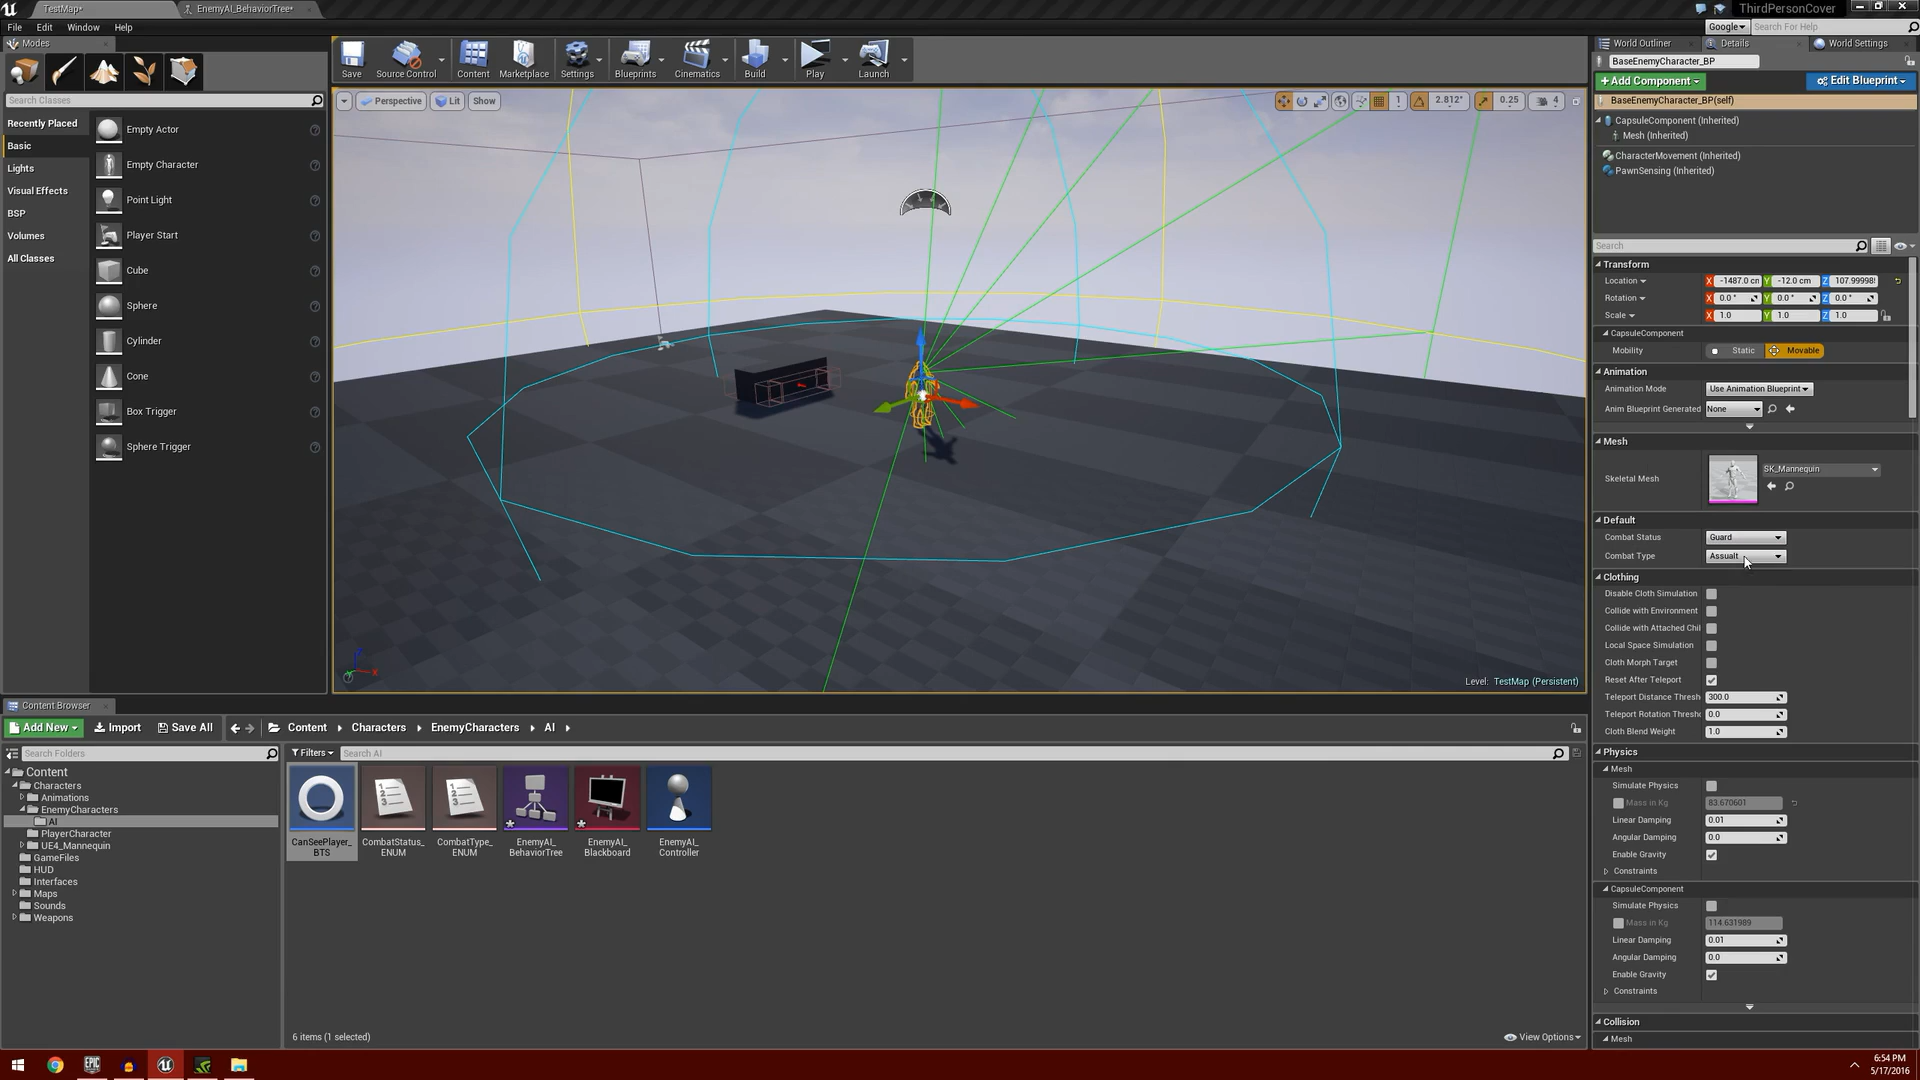 TestMap*
EnemyAI_BehaviorTree*
ThirdPersonCover
File Edit Window Help
Google
Search For Help
Modes
Search Classes
Recently Placed
Basic
Lights
Visual Effects
BSP
Volumes
All Classes
Empty Actor
Empty Character
Point Light
Player Start
Cube
Sphere
Cylinder
Cone
Box Trigger
Sphere Trigger
Save
Source Control
Content
Marketplace
Settings
Blueprints
Cinematics
Build
Play
Launch
Perspective
Lit
Show
1
2.812°
0.25
4
Level: TestMap (Persistent)
World Outliner
Details
World Settings
BaseEnemyCharacter_BP
+ Add Component
Edit Blueprint
BaseEnemyCharacter_BP(self)
CapsuleComponent (Inherited)
Mesh (Inherited)
CharacterMovement (Inherited)
PawnSensing (Inherited)
Search
Transform
Location X -1487.0 cm Y -12.0 cm Z 107.99998
Rotation X 0.0 ° Y 0.0 ° Z 0.0 °
Scale X 1.0 Y 1.0 Z 1.0
CapsuleComponent
Mobility Static Movable
Animation
Animation Mode Use Animation Blueprint
Anim Blueprint Generated None
Mesh
Skeletal Mesh SK_Mannequin
Default
Combat Status Guard
Combat Type Assualt
Clothing
Disable Cloth Simulation
Collide with Environment
Collide with Attached Chil
Local Space Simulation
Cloth Morph Target
Reset After Teleport
Teleport Distance Thresh 300.0
Teleport Rotation Thresh 0.0
Cloth Blend Weight 1.0
Physics
Mesh
Simulate Physics
Mass in Kg 83.670601
Linear Damping 0.01
Angular Damping 0.0
Enable Gravity
Constraints
CapsuleComponent
Simulate Physics
Mass in Kg 114.631989
Linear Damping 0.01
Angular Damping 0.0
Enable Gravity
Constraints
Collision
Mesh
Content Browser
Add New
Import
Save All
Content Characters EnemyCharacters AI
Search Folders
Filters
Search AI
Content
Characters
Animations
EnemyCharacters
AI
PlayerCharacter
UE4_Mannequin
GameFiles
HUD
Interfaces
Maps
Sounds
Weapons
CanSeePlayer_
BTS
CombatStatus_
ENUM
CombatType_
ENUM
EnemyAI_
BehaviorTree
EnemyAI_
Blackboard
EnemyAI_
Controller
6 items (1 selected)
View Options
EPIC
6:54 PM
5/17/2016